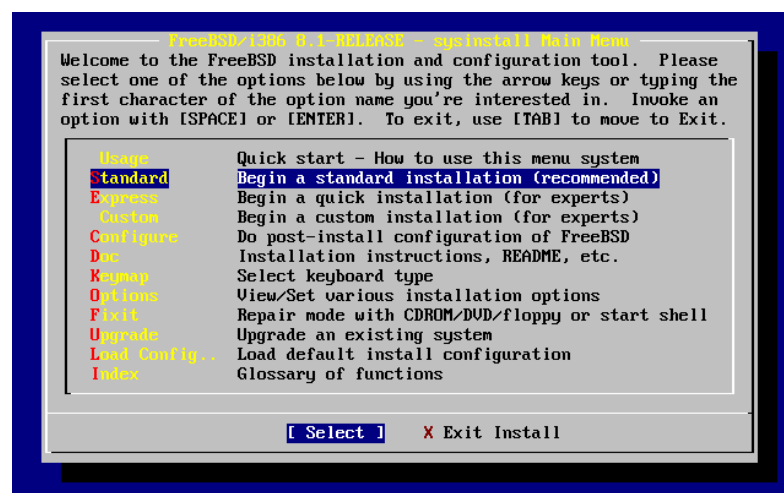 FreeBSD/i386 8.1-RELEASE - sysinstall Main Menu
Welcome to the FreeBSD installation and configuration tool.  Please
select one of the options below by using the arrow keys or typing the
first character of the option name you're interested in.  Invoke an
option with [SPACE] or [ENTER].  To exit, use [TAB] to move to Exit.
Usage Quick start - How to use this menu system
Standard Begin a standard installation (recommended)
Express Begin a quick installation (for experts)
Custom Begin a custom installation (for experts)
Configure Do post-install configuration of FreeBSD
Doc Installation instructions, README, etc.
Keymap Select keyboard type
Options View/Set various installation options
Fixit Repair mode with CDROM/DVD/floppy or start shell
Upgrade Upgrade an existing system
Load Config.. Load default install configuration
Index Glossary of functions
[ Select ] X Exit Install